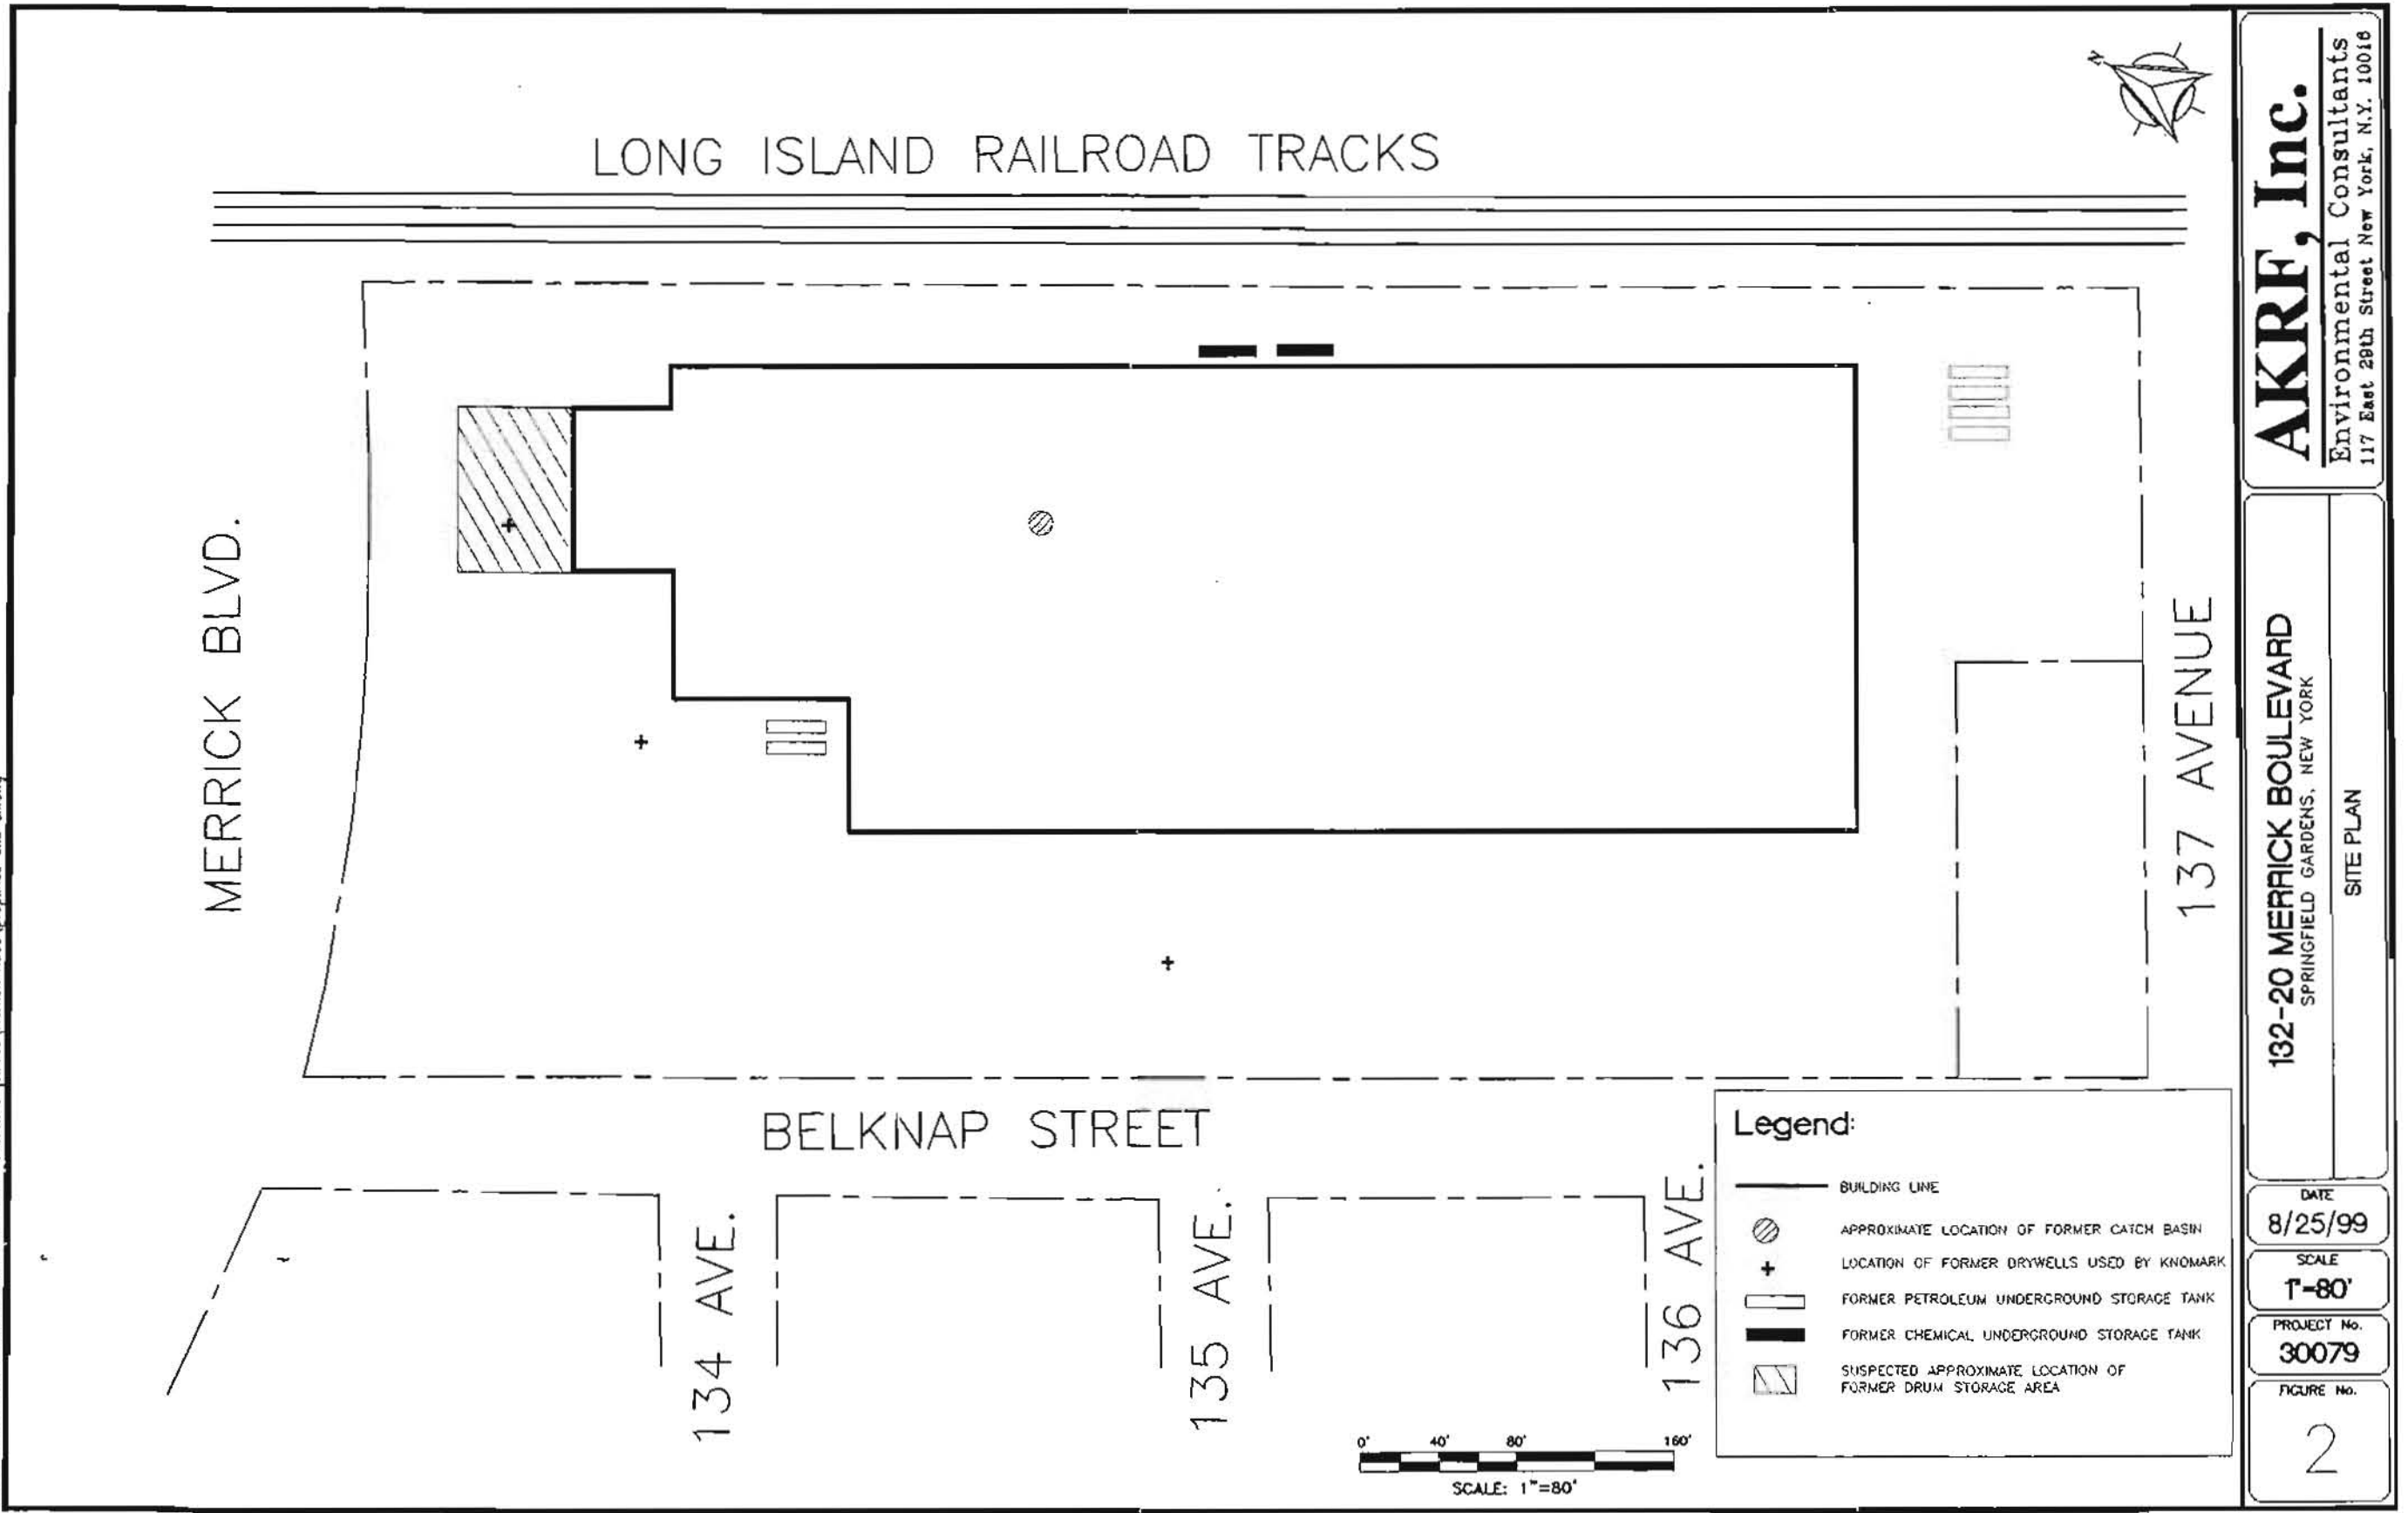 N
LONG ISLAND RAILROAD TRACKS
MERRICK BLVD.
137 AVENUE
BELKNAP STREET
134 AVE.
135 AVE.
136 AVE.
Legend:
BUILDING LINE
APPROXIMATE LOCATION OF FORMER CATCH BASIN
LOCATION OF FORMER DRYWELLS USED BY KNOMARK
FORMER PETROLEUM UNDERGROUND STORAGE TANK
FORMER CHEMICAL UNDERGROUND STORAGE TANK
SUSPECTED APPROXIMATE LOCATION OF
FORMER DRUM STORAGE AREA
0' 40' 80' 160'
SCALE: 1"=80'
AKRF, Inc.
Environmental Consultants
117 East 29th Street New York, N.Y. 10016
132-20 MERRICK BOULEVARD
SPRINGFIELD GARDENS, NEW YORK
SITE PLAN
DATE
8/25/99
SCALE
1"=80'
PROJECT No.
30079
FIGURE No.
2